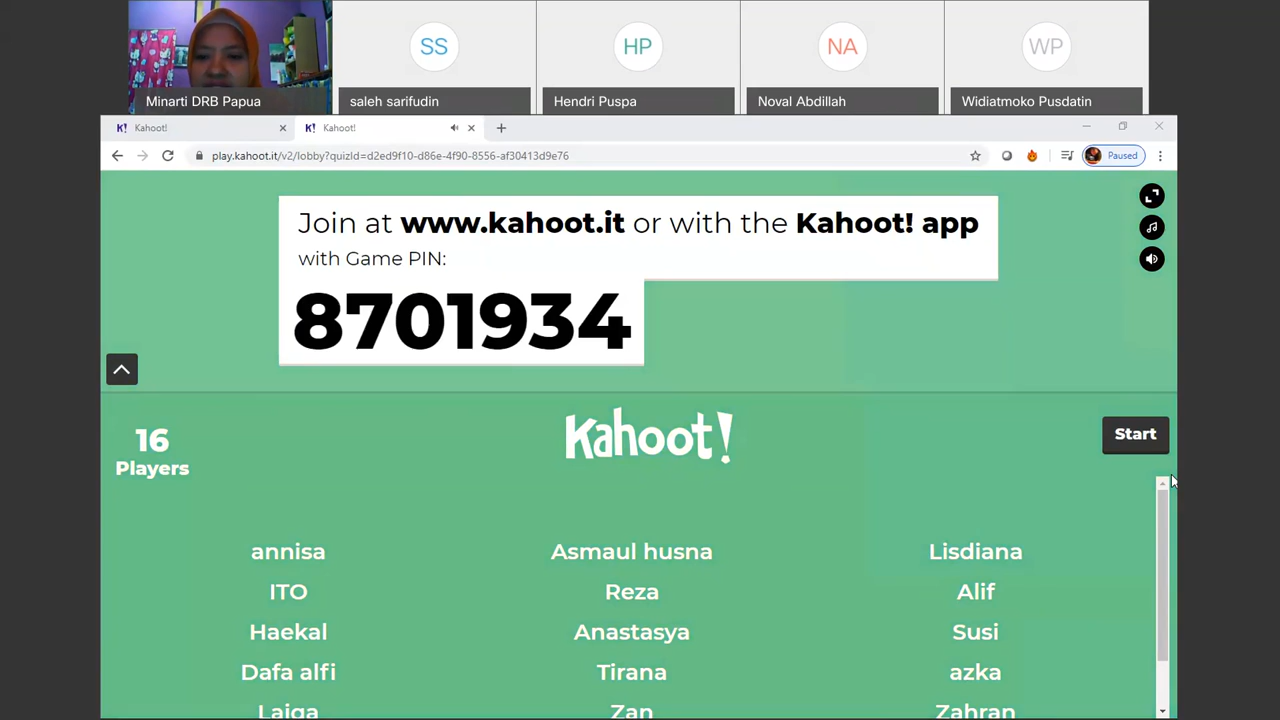 SS
HP
NA
WP
Minarti DRB Papua
saleh sarifudin
Hendri Puspa
Noval Abdillah
Widiatmoko Pusdatin
K! Kahoot!
K! Kahoot!
play.kahoot.it/v2/lobby?quizId=d2ed9f10-d86e-4f90-8556-af30413d9e76
Paused
Join at www.kahoot.it or with the Kahoot! app
with Game PIN:
8701934
16
Players
Kahoot!
Start
annisa Asmaul husna Lisdiana
ITO Reza Alif
Haekal Anastasya Susi
Dafa alfi Tirana azka
Laiqa Zan Zahran